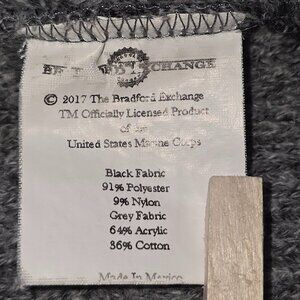 EXCHANGE
© 2017 The Bradford Exchange
TM Officially Licensed Product
of the
United States Marine Corps
Black Fabric
91% Polyester
9% Nylon
Grey Fabric
64% Acrylic
36% Cotton
Made In Mexico